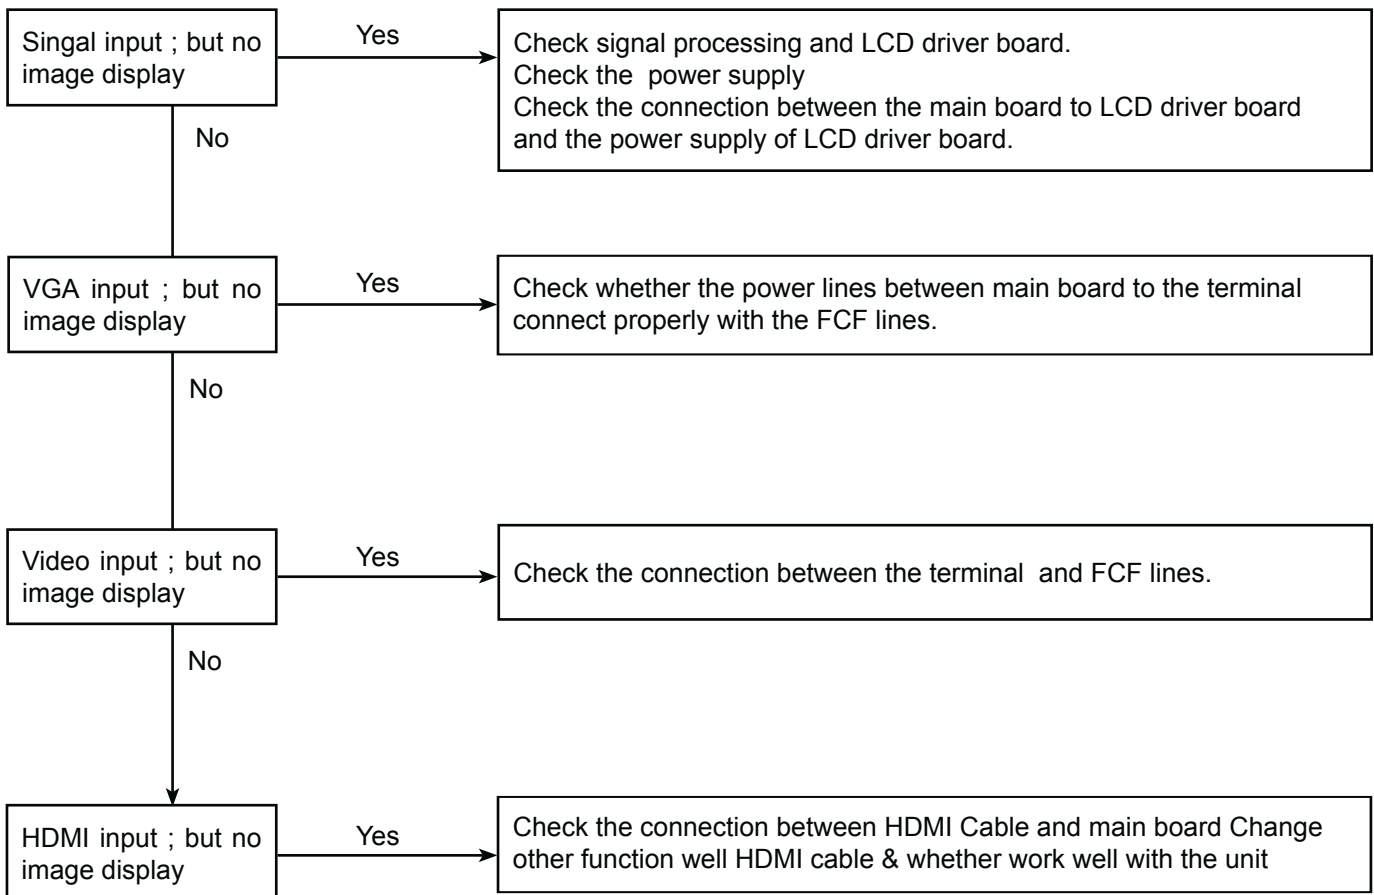 Singal input ; but no
image display
Yes
Check signal processing and LCD driver board.
Check the power supply
Check the connection between the main board to LCD driver board
and the power supply of LCD driver board.
No
VGA input ; but no
image display
Yes
Check whether the power lines between main board to the terminal
connect properly with the FCF lines.
No
Video input ; but no
image display
Yes
Check the connection between the terminal and FCF lines.
No
HDMI input ; but no
image display
Yes
Check the connection between HDMI Cable and main board Change
other function well HDMI cable & whether work well with the unit